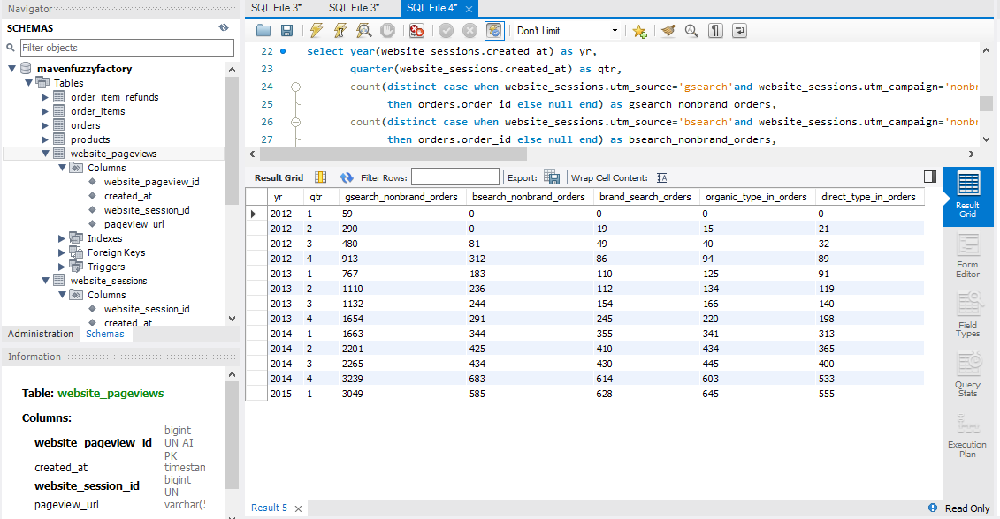 Navigator
SCHEMAS
Filter objects
mavenfuzzyfactory
Tables
order_item_refunds
order_items
orders
products
website_pageviews
Columns
website_pageview_id
created_at
website_session_id
pageview_url
Indexes
Foreign Keys
Triggers
website_sessions
Columns
website_session_id
created_at
Administration Schemas
Information
Table: website_pageviews
Columns:
website_pageview_id bigint UN AI PK
created_at timestan
website_session_id bigint UN
pageview_url varchar(
SQL File 3* SQL File 3* SQL File 4*
Don't Limit
22 select year(website_sessions.created_at) as yr,
23 quarter(website_sessions.created_at) as qtr,
24 count(distinct case when website_sessions.utm_source='gsearch'and website_sessions.utm_campaign='nonbr
25 then orders.order_id else null end) as gsearch_nonbrand_orders,
26 count(distinct case when website_sessions.utm_source='bsearch'and website_sessions.utm_campaign='nonbr
27 then orders.order_id else null end) as bsearch_nonbrand_orders,
Result Grid Filter Rows: Export: Wrap Cell Content:
yr qtr gsearch_nonbrand_orders bsearch_nonbrand_orders brand_search_orders organic_type_in_orders direct_type_in_orders
2012 1 59 0 0 0 0
2012 2 290 0 19 15 21
2012 3 480 81 49 40 32
2012 4 913 312 86 94 89
2013 1 767 183 110 125 91
2013 2 1110 236 112 134 119
2013 3 1132 244 154 166 140
2013 4 1654 291 245 220 198
2014 1 1663 344 355 341 313
2014 2 2201 425 410 434 365
2014 3 2265 434 430 445 400
2014 4 3239 683 614 603 533
2015 1 3049 585 628 645 555
Result
Grid
Form
Editor
Field
Types
Query
Stats
Execution
Plan
Result 5
Read Only